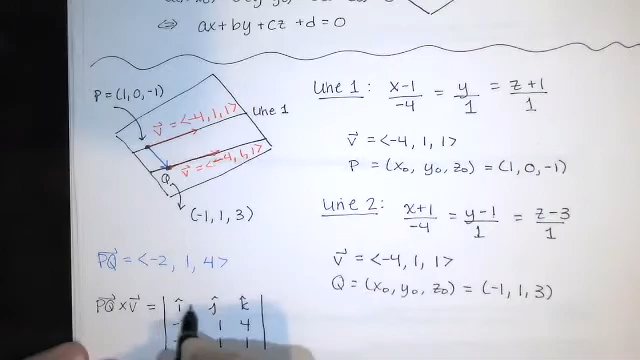 ⇔ ax+by+cz+d=0
P=(1,0,-1)
v⃗=<-4,1,1>
Line 1
v⃗=<-4,1,1>
Q
(-1,1,3)
PQ⃗ = <-2, 1, 4>
PQ⃗ × v⃗ = | î ĵ k̂ |
1 4
1 1
Line 1: (x-1)/-4 = y/1 = (z+1)/1
v⃗ = <-4, 1, 1>
P = (x₀, y₀, z₀) = (1, 0, -1)
Line 2: (x+1)/-4 = (y-1)/1 = (z-3)/1
v⃗ = <-4, 1, 1>
Q = (x₀, y₀, z₀) = (-1, 1, 3)